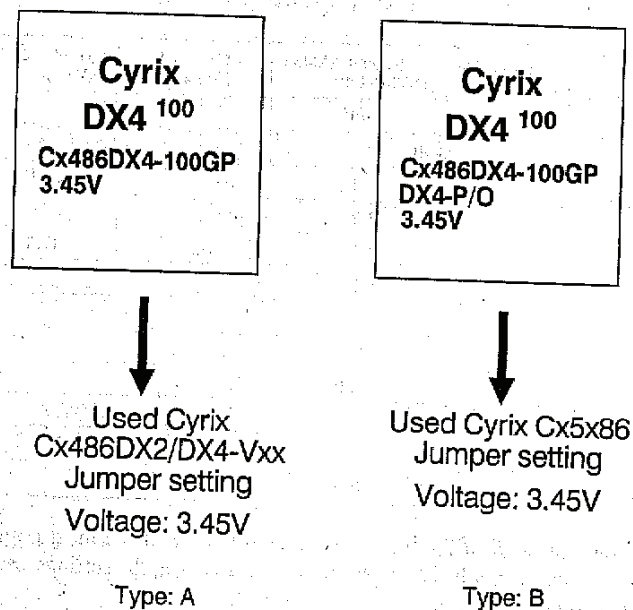 Cyrix
DX4 100
Cx486DX4-100GP
3.45V
Used Cyrix
Cx486DX2/DX4-Vxx
Jumper setting
Voltage: 3.45V
Type: A
Cyrix
DX4 100
Cx486DX4-100GP
DX4-P/O
3.45V
Used Cyrix Cx5x86
Jumper setting
Voltage: 3.45V
Type: B